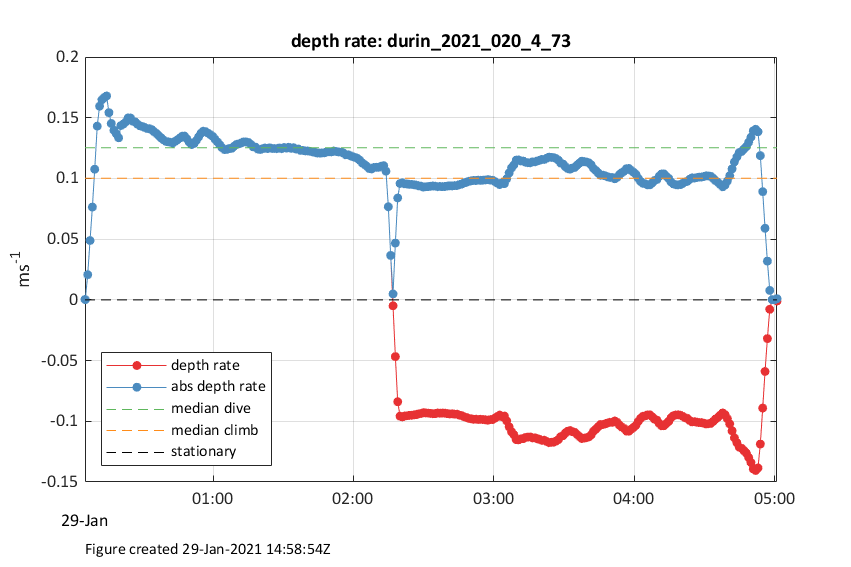 depth rate: durin_2021_020_4_73
0.2
0.15
0.1
0.05
0
-0.05
-0.1
-0.15
ms-1
depth rate
abs depth rate
median dive
median climb
stationary
01:00 02:00 03:00 04:00 05:00
29-Jan
Figure created 29-Jan-2021 14:58:54Z